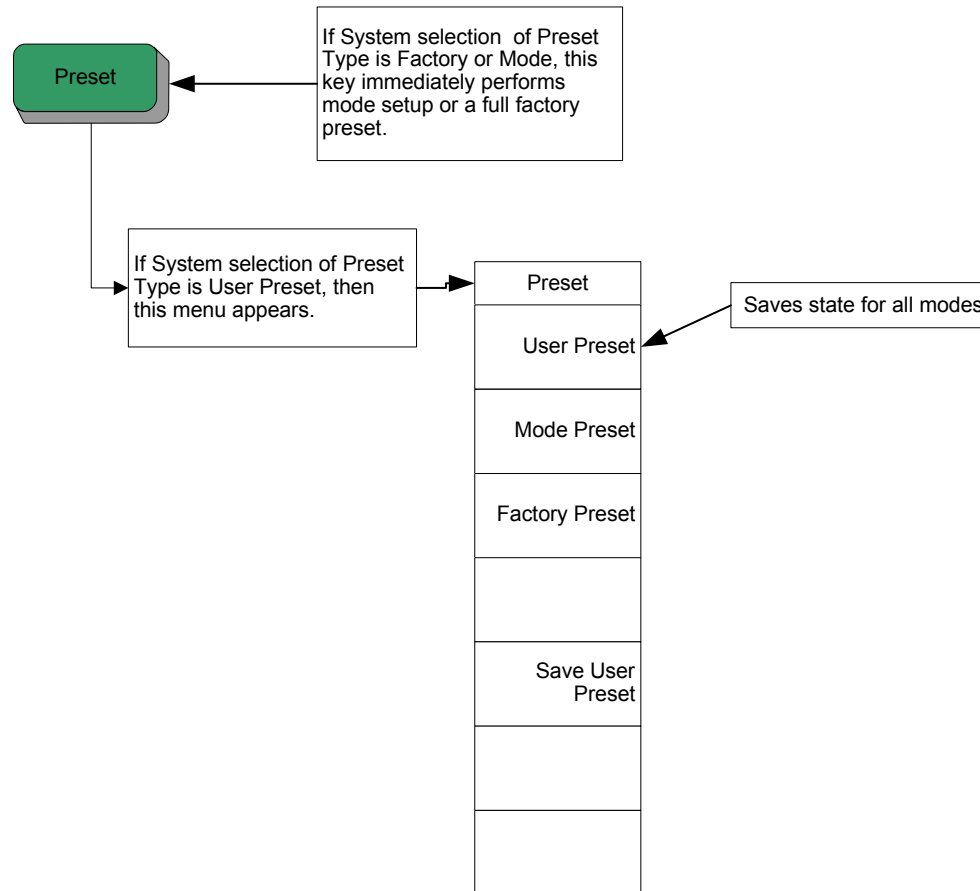 Preset
If System selection  of Preset
Type is Factory or Mode, this
key immediately performs
mode setup or a full factory
preset.
If System selection of Preset
Type is User Preset, then
this menu appears.
Preset
User Preset
Saves state for all modes
Mode Preset
Factory Preset
Save User
Preset